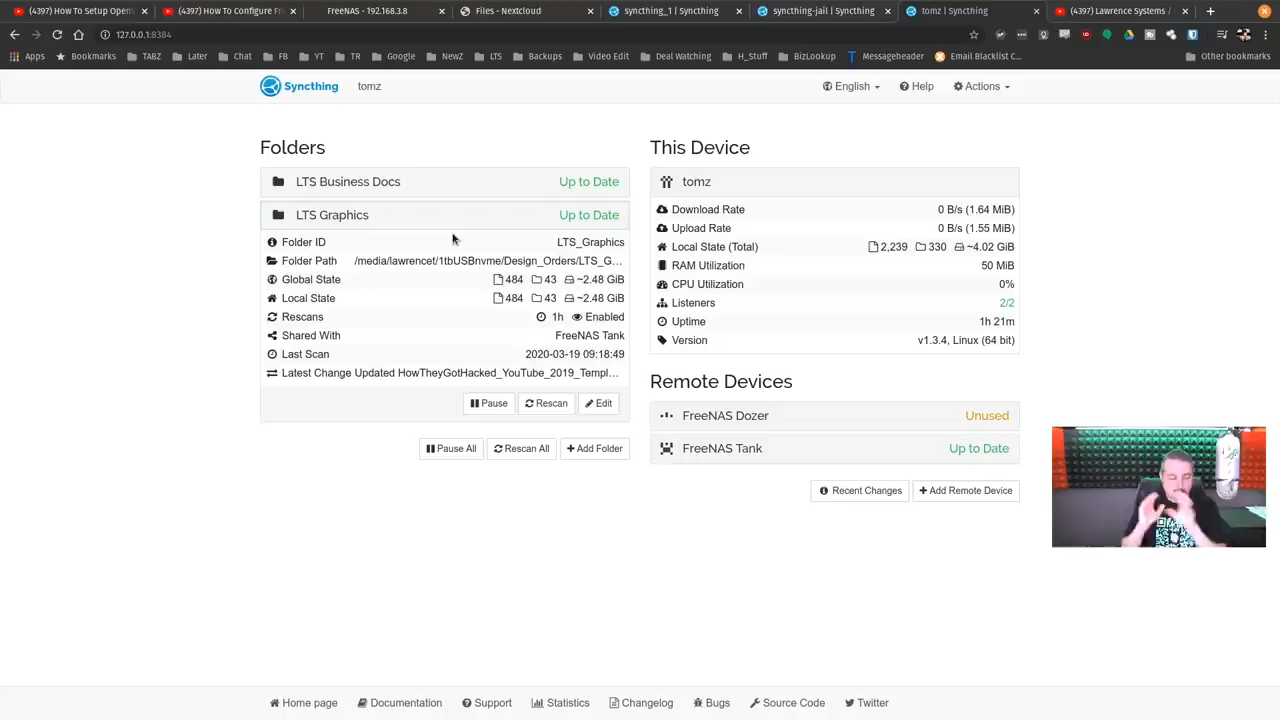 (4397) How To Setup OpenV
(4397) How To Configure Fr
FreeNAS - 192.168.3.8
Files - Nextcloud
syncthing_1 | Syncthing
syncthing-jail | Syncthing
tomz | Syncthing
(4397) Lawrence Systems /
127.0.0.1:8384
Apps
Bookmarks
TABZ
Later
Chat
FB
YT
TR
Google
NewZ
LTS
Backups
Video Edit
Deal Watching
H_Stuff
BizLookup
Messageheader
Email Blacklist C...
Other bookmarks
Syncthing
tomz
English
Help
Actions
Folders
LTS Business Docs Up to Date
LTS Graphics Up to Date
Folder ID LTS_Graphics
Folder Path /media/lawrencet/1tbUSBnvme/Design_Orders/LTS_G...
Global State 484 43 ~2.48 GiB
Local State 484 43 ~2.48 GiB
Rescans 1h Enabled
Shared With FreeNAS Tank
Last Scan 2020-03-19 09:18:49
Latest Change Updated HowTheyGotHacked_YouTube_2019_Templ...
Pause
Rescan
Edit
Pause All
Rescan All
Add Folder
This Device
tomz
Download Rate 0 B/s (1.64 MiB)
Upload Rate 0 B/s (1.55 MiB)
Local State (Total) 2,239 330 ~4.02 GiB
RAM Utilization 50 MiB
CPU Utilization 0%
Listeners 2/2
Uptime 1h 21m
Version v1.3.4, Linux (64 bit)
Remote Devices
FreeNAS Dozer Unused
FreeNAS Tank Up to Date
Recent Changes
Add Remote Device
Home page
Documentation
Support
Statistics
Changelog
Bugs
Source Code
Twitter